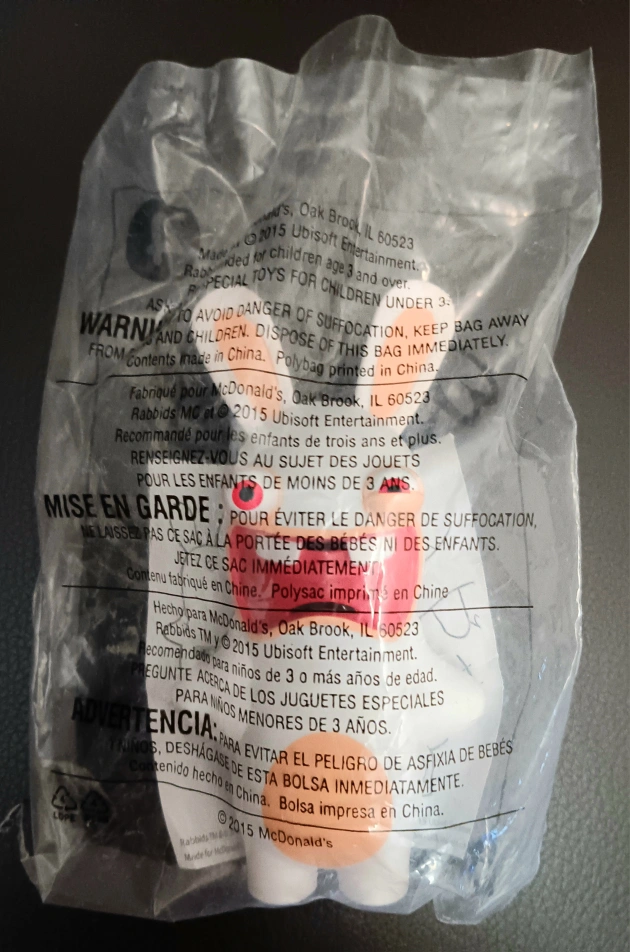 Oak Brook, IL 60523
© 2015 Ubisoft Entertainment.
for children age 3 and over.
SPECIAL TOYS FOR CHILDREN UNDER 3.
TO AVOID DANGER OF SUFFOCATION, KEEP BAG AWAY
AND CHILDREN. DISPOSE OF THIS BAG IMMEDIATELY.
FROM
Contents made in China. Polybag printed in China.
Fabriqué pour McDonald's, Oak Brook, IL 60523
Rabbids MC et © 2015 Ubisoft Entertainment.
Recommandé pour les enfants de trois ans et plus.
RENSEIGNEZ-VOUS AU SUJET DES JOUETS
POUR LES ENFANTS DE MOINS DE 3 ANS.
MISE EN GARDE : POUR ÉVITER LE DANGER DE SUFFOCATION,
NE LAISSEZ PAS CE SAC À LA PORTÉE DES BÉBÉS NI DES ENFANTS.
JETEZ CE SAC IMMÉDIATEMENT.
Contenu fabriqué en Chine. Polysac imprimé en Chine
Hecho para McDonald's, Oak Brook, IL 60523
Rabbids TM y © 2015 Ubisoft Entertainment.
Recomendado para niños de 3 o más años de edad.
PREGUNTE ACERCA DE LOS JUGUETES ESPECIALES
PARA NIÑOS MENORES DE 3 AÑOS.
ADVERTENCIA: PARA EVITAR EL PELIGRO DE ASFIXIA DE BEBÉS
Y NIÑOS, DESHÁGASE DE ESTA BOLSA INMEDIATAMENTE.
Contenido hecho en China. Bolsa impresa en China.
© 2015 McDonald's
LDPE
Rabbids TM
Made for McDonald's